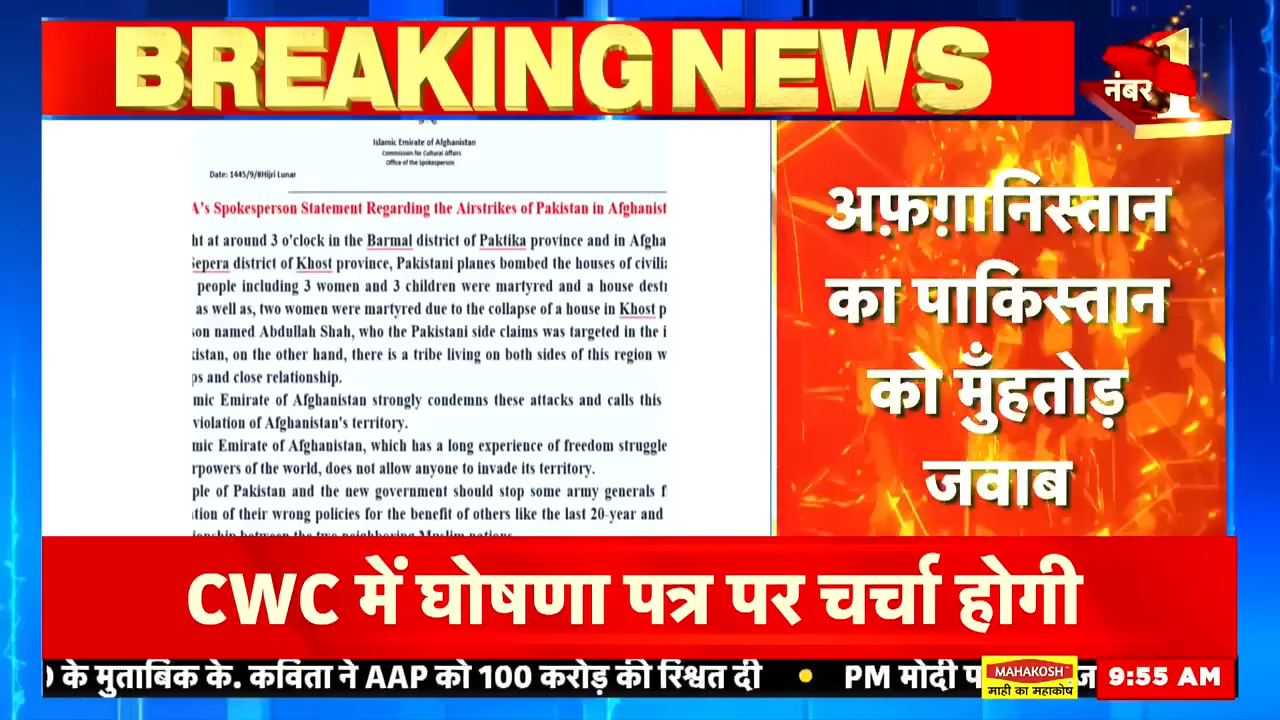 BREAKING NEWS
नंबर 1
Islamic Emirate of Afghanistan
Commission for Cultural Affairs
Office of the Spokesperson
Date: 1445/9/8Hijri Lunar
A's Spokesperson Statement Regarding the Airstrikes of Pakistan in Afghanist
ht at around 3 o'clock in the Barmal district of Paktika province and in Afgha
Sepera district of Khost province, Pakistani planes bombed the houses of civili
people including 3 women and 3 children were martyred and a house destr
as well as, two women were martyred due to the collapse of a house in Khost p
son named Abdullah Shah, who the Pakistani side claims was targeted in the i
kistan, on the other hand, there is a tribe living on both sides of this region w
ps and close relationship.
mic Emirate of Afghanistan strongly condemns these attacks and calls this
violation of Afghanistan's territory.
mic Emirate of Afghanistan, which has a long experience of freedom struggle
rpowers of the world, does not allow anyone to invade its territory.
ple of Pakistan and the new government should stop some army generals f
tion of their wrong policies for the benefit of others like the last 20-year and
ionship between the two neighboring Muslim nations
अफ़ग़ानिस्तान
का पाकिस्तान
को मुँहतोड़
जवाब
CWC में घोषणा पत्र पर चर्चा होगी
के मुताबिक के. कविता ने AAP को 100 करोड़ की रिश्वत दी • PM मोदी
MAHAKOSH
माही का महाकोष
9:55 AM